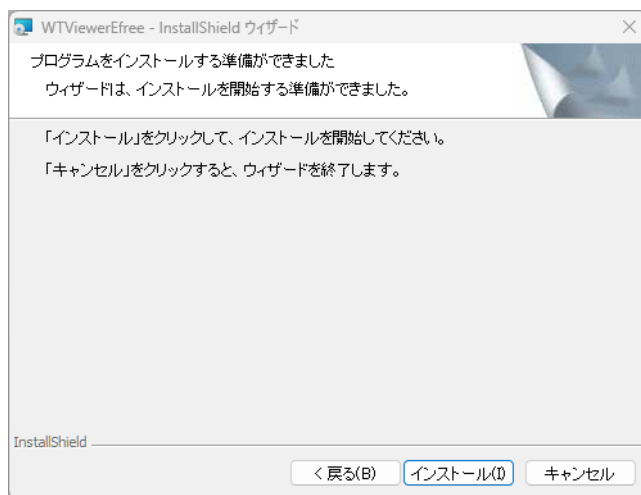 WTViewerEfree - InstallShield ウィザード
プログラムをインストールする準備ができました
ウィザードは、インストールを開始する準備ができました。
「インストール」をクリックして、インストールを開始してください。
「キャンセル」をクリックすると、ウィザードを終了します。
InstallShield
< 戻る(B)
インストール(I)
キャンセル